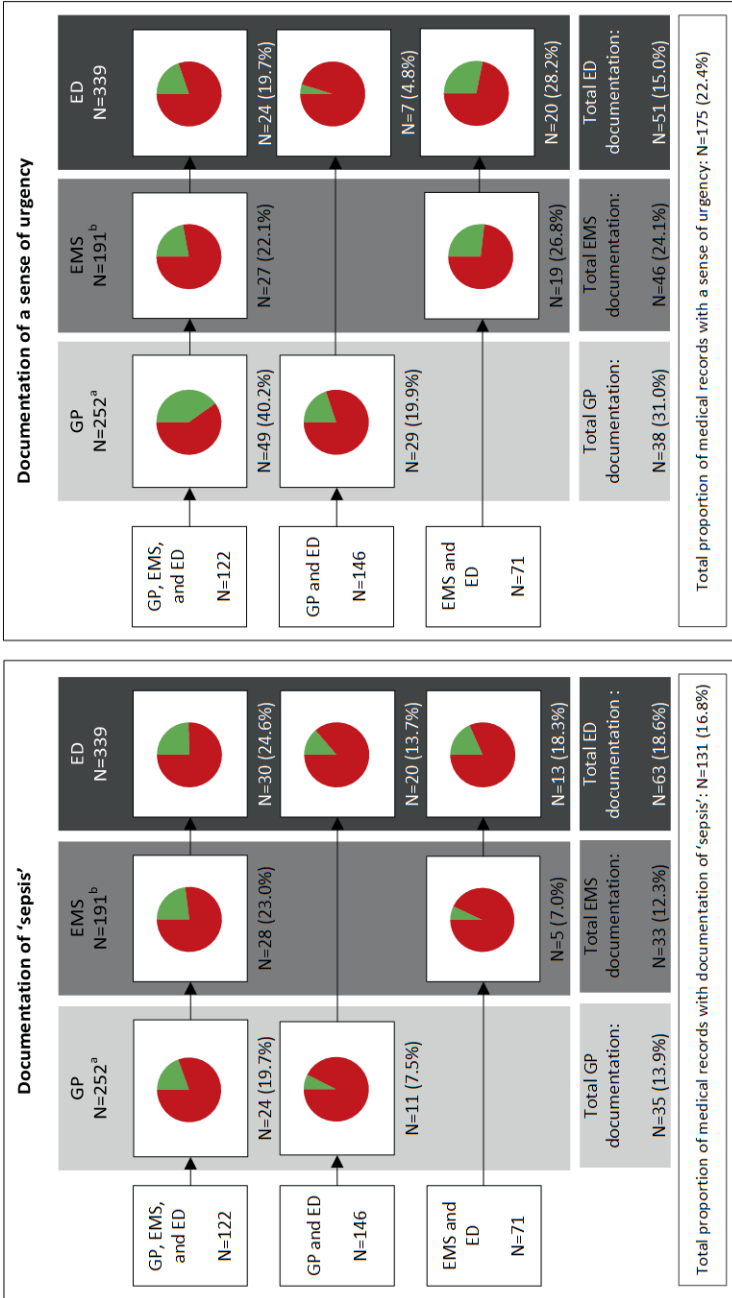 Documentation of ‘sepsis’
GP
N=252ᵃ
EMS
N=191ᵇ
ED
N=339
GP, EMS,
and ED
N=122
N=24 (19.7%)
N=28 (23.0%)
N=30 (24.6%)
GP and ED
N=146
N=11 (7.5%)
N=20 (13.7%)
EMS and
ED
N=71
N=5 (7.0%)
N=13 (18.3%)
Total GP
documentation:
N=35 (13.9%)
Total EMS
documentation:
N=33 (12.3%)
Total ED
documentation :
N=63 (18.6%)
Total proportion of medical records with documentation of ‘sepsis’: N=131 (16.8%)
Documentation of a sense of urgency
GP
N=252ᵃ
EMS
N=191ᵇ
ED
N=339
GP, EMS,
and ED
N=122
N=49 (40.2%)
N=27 (22.1%)
N=24 (19.7%)
GP and ED
N=146
N=29 (19.9%)
N=7 (4.8%)
EMS and
ED
N=71
N=19 (26.8%)
N=20 (28.2%)
Total GP
documentation:
N=38 (31.0%)
Total EMS
documentation:
N=46 (24.1%)
Total ED
documentation:
N=51 (15.0%)
Total proportion of medical records with a sense of urgency: N=175 (22.4%)